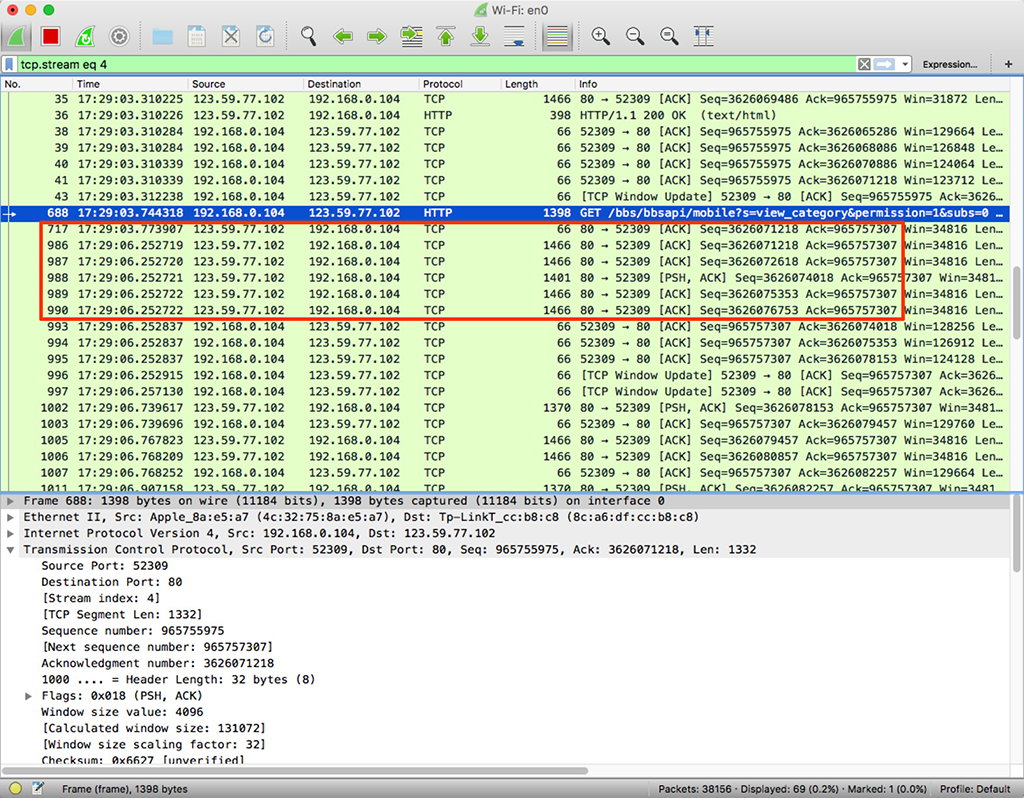 Wi-Fi: en0
tcp.stream eq 4
Expression...
+
No. Time Source Destination Protocol Length Info
35 17:29:03.310225 123.59.77.102 192.168.0.104 TCP 1466 80 → 52309 [ACK] Seq=3626069486 Ack=965755975 Win=31872 Len…
36 17:29:03.310226 123.59.77.102 192.168.0.104 HTTP 398 HTTP/1.1 200 OK (text/html)
38 17:29:03.310284 192.168.0.104 123.59.77.102 TCP 66 52309 → 80 [ACK] Seq=965755975 Ack=3626065286 Win=129664 Le…
39 17:29:03.310284 192.168.0.104 123.59.77.102 TCP 66 52309 → 80 [ACK] Seq=965755975 Ack=3626068086 Win=126848 Le…
40 17:29:03.310339 192.168.0.104 123.59.77.102 TCP 66 52309 → 80 [ACK] Seq=965755975 Ack=3626070886 Win=124064 Le…
41 17:29:03.310339 192.168.0.104 123.59.77.102 TCP 66 52309 → 80 [ACK] Seq=965755975 Ack=3626071218 Win=123712 Le…
43 17:29:03.312238 192.168.0.104 123.59.77.102 TCP 66 [TCP Window Update] 52309 → 80 [ACK] Seq=965755975 Ack=3626…
688 17:29:03.744318 192.168.0.104 123.59.77.102 HTTP 1398 GET /bbs/bbsapi/mobile?s=view_category&permission=1&subs=0 …
717 17:29:03.773907 123.59.77.102 192.168.0.104 TCP 66 80 → 52309 [ACK] Seq=3626071218 Ack=965757307 Win=34816 Len…
986 17:29:06.252719 123.59.77.102 192.168.0.104 TCP 1466 80 → 52309 [ACK] Seq=3626071218 Ack=965757307 Win=34816 Len…
987 17:29:06.252720 123.59.77.102 192.168.0.104 TCP 1466 80 → 52309 [ACK] Seq=3626072618 Ack=965757307 Win=34816 Len…
988 17:29:06.252721 123.59.77.102 192.168.0.104 TCP 1401 80 → 52309 [PSH, ACK] Seq=3626074018 Ack=965757307 Win=3481…
989 17:29:06.252722 123.59.77.102 192.168.0.104 TCP 1466 80 → 52309 [ACK] Seq=3626075353 Ack=965757307 Win=34816 Len…
990 17:29:06.252722 123.59.77.102 192.168.0.104 TCP 1466 80 → 52309 [ACK] Seq=3626076753 Ack=965757307 Win=34816 Len…
993 17:29:06.252837 192.168.0.104 123.59.77.102 TCP 66 52309 → 80 [ACK] Seq=965757307 Ack=3626074018 Win=128256 Le…
994 17:29:06.252837 192.168.0.104 123.59.77.102 TCP 66 52309 → 80 [ACK] Seq=965757307 Ack=3626075353 Win=126912 Le…
995 17:29:06.252837 192.168.0.104 123.59.77.102 TCP 66 52309 → 80 [ACK] Seq=965757307 Ack=3626078153 Win=124128 Le…
996 17:29:06.252915 192.168.0.104 123.59.77.102 TCP 66 [TCP Window Update] 52309 → 80 [ACK] Seq=965757307 Ack=3626…
997 17:29:06.257130 192.168.0.104 123.59.77.102 TCP 66 [TCP Window Update] 52309 → 80 [ACK] Seq=965757307 Ack=3626…
1002 17:29:06.739617 123.59.77.102 192.168.0.104 TCP 1370 80 → 52309 [PSH, ACK] Seq=3626078153 Ack=965757307 Win=3481…
1003 17:29:06.739696 192.168.0.104 123.59.77.102 TCP 66 52309 → 80 [ACK] Seq=965757307 Ack=3626079457 Win=129760 Le…
1005 17:29:06.767823 123.59.77.102 192.168.0.104 TCP 1466 80 → 52309 [ACK] Seq=3626079457 Ack=965757307 Win=34816 Len…
1006 17:29:06.768209 123.59.77.102 192.168.0.104 TCP 1466 80 → 52309 [ACK] Seq=3626080857 Ack=965757307 Win=34816 Len…
1007 17:29:06.768252 192.168.0.104 123.59.77.102 TCP 66 52309 → 80 [ACK] Seq=965757307 Ack=3626082257 Win=129664 Le…
1011 17:29:06.907158 123.59.77.102 192.168.0.104 TCP 1370 80 → 52309 [PSH, ACK] Seq=3626082257 Ack=965757307 Win=3481…
Frame 688: 1398 bytes on wire (11184 bits), 1398 bytes captured (11184 bits) on interface 0
Ethernet II, Src: Apple_8a:e5:a7 (4c:32:75:8a:e5:a7), Dst: Tp-LinkT_cc:b8:c8 (8c:a6:df:cc:b8:c8)
Internet Protocol Version 4, Src: 192.168.0.104, Dst: 123.59.77.102
Transmission Control Protocol, Src Port: 52309, Dst Port: 80, Seq: 965755975, Ack: 3626071218, Len: 1332
Source Port: 52309
Destination Port: 80
[Stream index: 4]
[TCP Segment Len: 1332]
Sequence number: 965755975
[Next sequence number: 965757307]
Acknowledgment number: 3626071218
1000 .... = Header Length: 32 bytes (8)
Flags: 0x018 (PSH, ACK)
Window size value: 4096
[Calculated window size: 131072]
[Window size scaling factor: 32]
Checksum: 0x6627 [unverified]
Frame (frame), 1398 bytes
Packets: 38156 · Displayed: 69 (0.2%) · Marked: 1 (0.0%)
Profile: Default